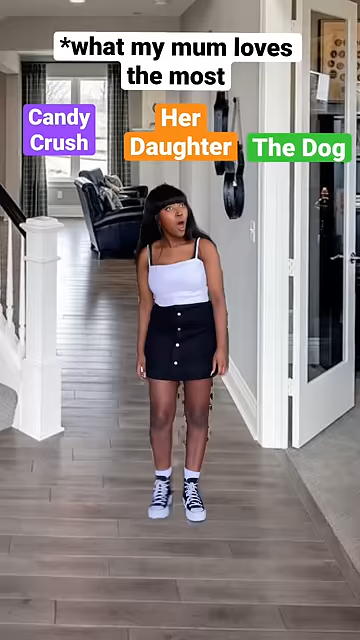 *what my mum loves
the most
Candy
Crush
Her
Daughter
The Dog